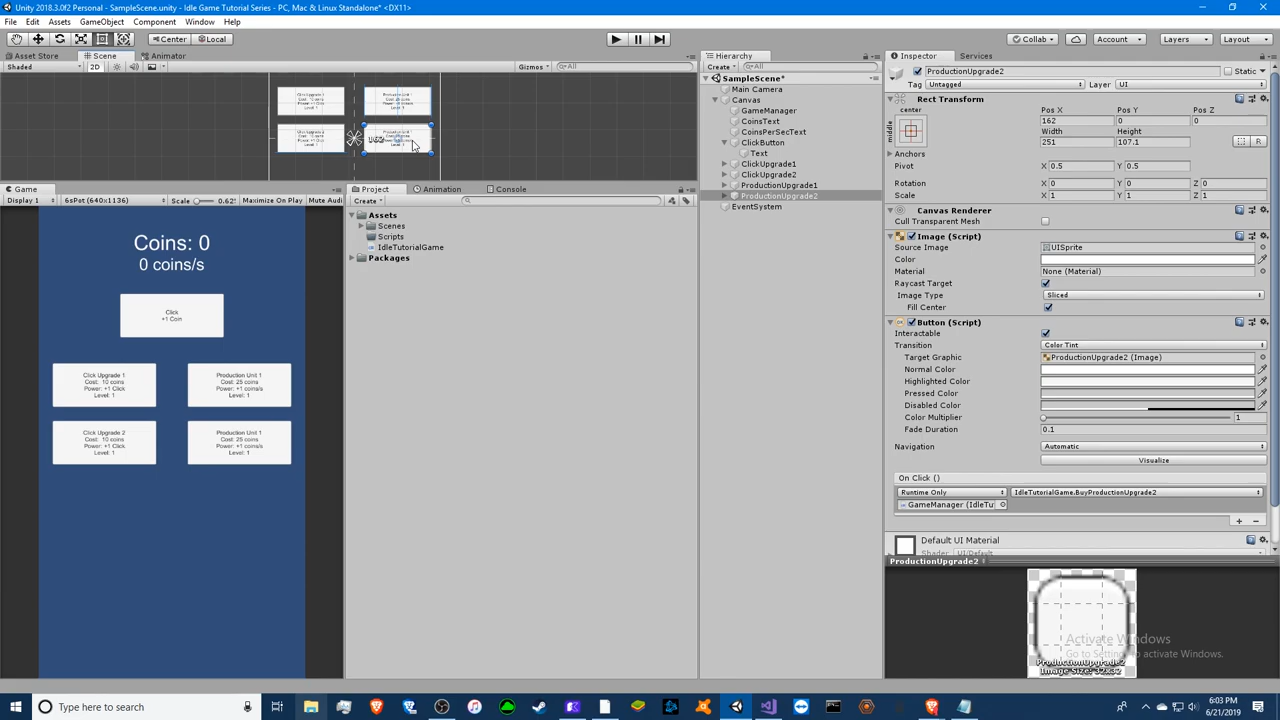 Unity 2018.3.0f2 Personal - SampleScene.unity - Idle Game Tutorial Series - PC, Mac & Linux Standalone* <DX11>
File Edit Assets GameObject Component Window Help
Center Local Collab Account Layers Layout
Asset Store Scene Animator
Shaded 2D Gizmos All
Hierarchy
Create All
SampleScene*
Main Camera
Canvas
GameManager
CoinsText
CoinsPerSecText
ClickButton
Text
ClickUpgrade1
ClickUpgrade2
ProductionUpgrade1
ProductionUpgrade2
EventSystem
Game
Display 1 6sPot (640x1136) Scale 0.62 Maximize On Play Mute Audi
Coins: 0
0 coins/s
Click
+1 Coin
Click Upgrade 1
Cost: 10 coins
Power: +1 Click
Level: 1
Production Unit 1
Cost: 25 coins
Power: +1 coins/s
Level: 1
Click Upgrade 2
Cost: 10 coins
Power: +1 Click
Level: 1
Production Unit 1
Cost: 25 coins
Power: +1 coins/s
Level: 1
Project Animation Console
Create
Assets
Scenes
Scripts
IdleTutorialGame
Packages
Inspector Services
ProductionUpgrade2 Static
Tag Untagged Layer UI
Rect Transform
center
middle
Pos X Pos Y Pos Z
162 0 0
Width Height
251 107.1
R
Anchors
Pivot X 0.5 Y 0.5
Rotation X 0 Y 0 Z 0
Scale X 1 Y 1 Z 1
Canvas Renderer
Cull Transparent Mesh
Image (Script)
Source Image UISprite
Color
Material None (Material)
Raycast Target
Image Type Sliced
Fill Center
Button (Script)
Interactable
Transition Color Tint
Target Graphic ProductionUpgrade2 (Image)
Normal Color
Highlighted Color
Pressed Color
Disabled Color
Color Multiplier 1
Fade Duration 0.1
Navigation Automatic
Visualize
On Click ()
Runtime Only IdleTutorialGame.BuyProductionUpgrade2
GameManager (IdleTu
Default UI Material
Shader UI/Default
ProductionUpgrade2
ProductionUpgrade2
Image Size: 32x32
Activate Windows
Go to Settings to activate Windows.
Type here to search
6:03 PM
6/21/2019